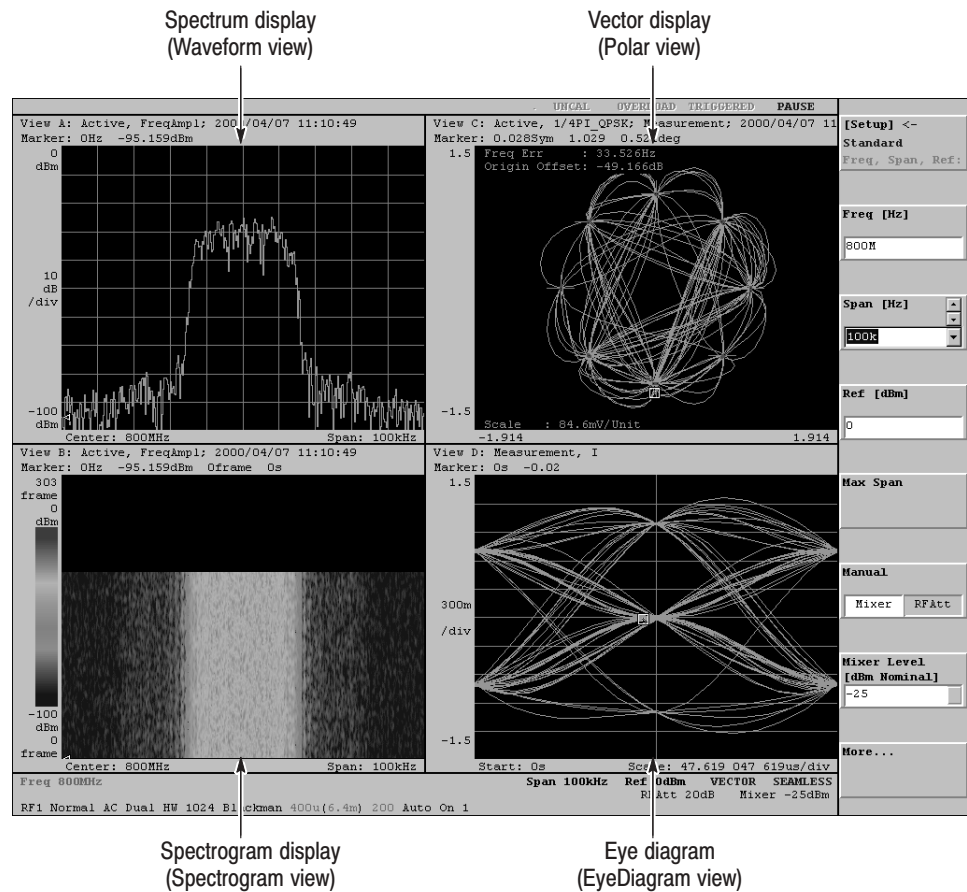 Spectrum display
(Waveform view)
Vector display
(Polar view)
UNCAL OVERLOAD TRIGGERED PAUSE
View A: Active, FreqAmpl; 2000/04/07 11:10:49
Marker: 0Hz -95.159dBm
0
dBm
10
dB
/div
-100
dBm
Center: 800MHz Span: 100kHz
View C: Active, 1/4PI_QPSK; Measurement; 2000/04/07 11
Marker: 0.028Sym 1.029 deg
1.5
Freq Err : 33.526Hz
Origin Offset: -49.166dB
-1.5
Scale : 84.6mV/Unit
-1.914 1.914
View B: Active, FreqAmpl; 2000/04/07 11:10:49
Marker: 0Hz -95.159dBm 0frame 0s
303
frame
0
dBm
-100
dBm
0
frame
Center: 800MHz Span: 100kHz
View D: Measurement, I
Marker: 0s -0.02
1.5
300m
/div
-1.5
Start: 0s Scale: 47.619 047 619us/div
[Setup] <-
Standard
Freq, Span, Ref:
Freq [Hz]
800M
Span [Hz]
100k
Ref [dBm]
0
Max Span
Manual
Mixer RFAtt
Mixer Level
[dBm Nominal]
-25
More...
Freq 800MHz
Span 100kHz Ref 0dBm VECTOR SEAMLESS
RFAtt 20dB Mixer -25dBm
RF1 Normal AC Dual HW 1024 Blackman 400u(6.4m) 200 Auto On 1
Spectrogram display
(Spectrogram view)
Eye diagram
(EyeDiagram view)